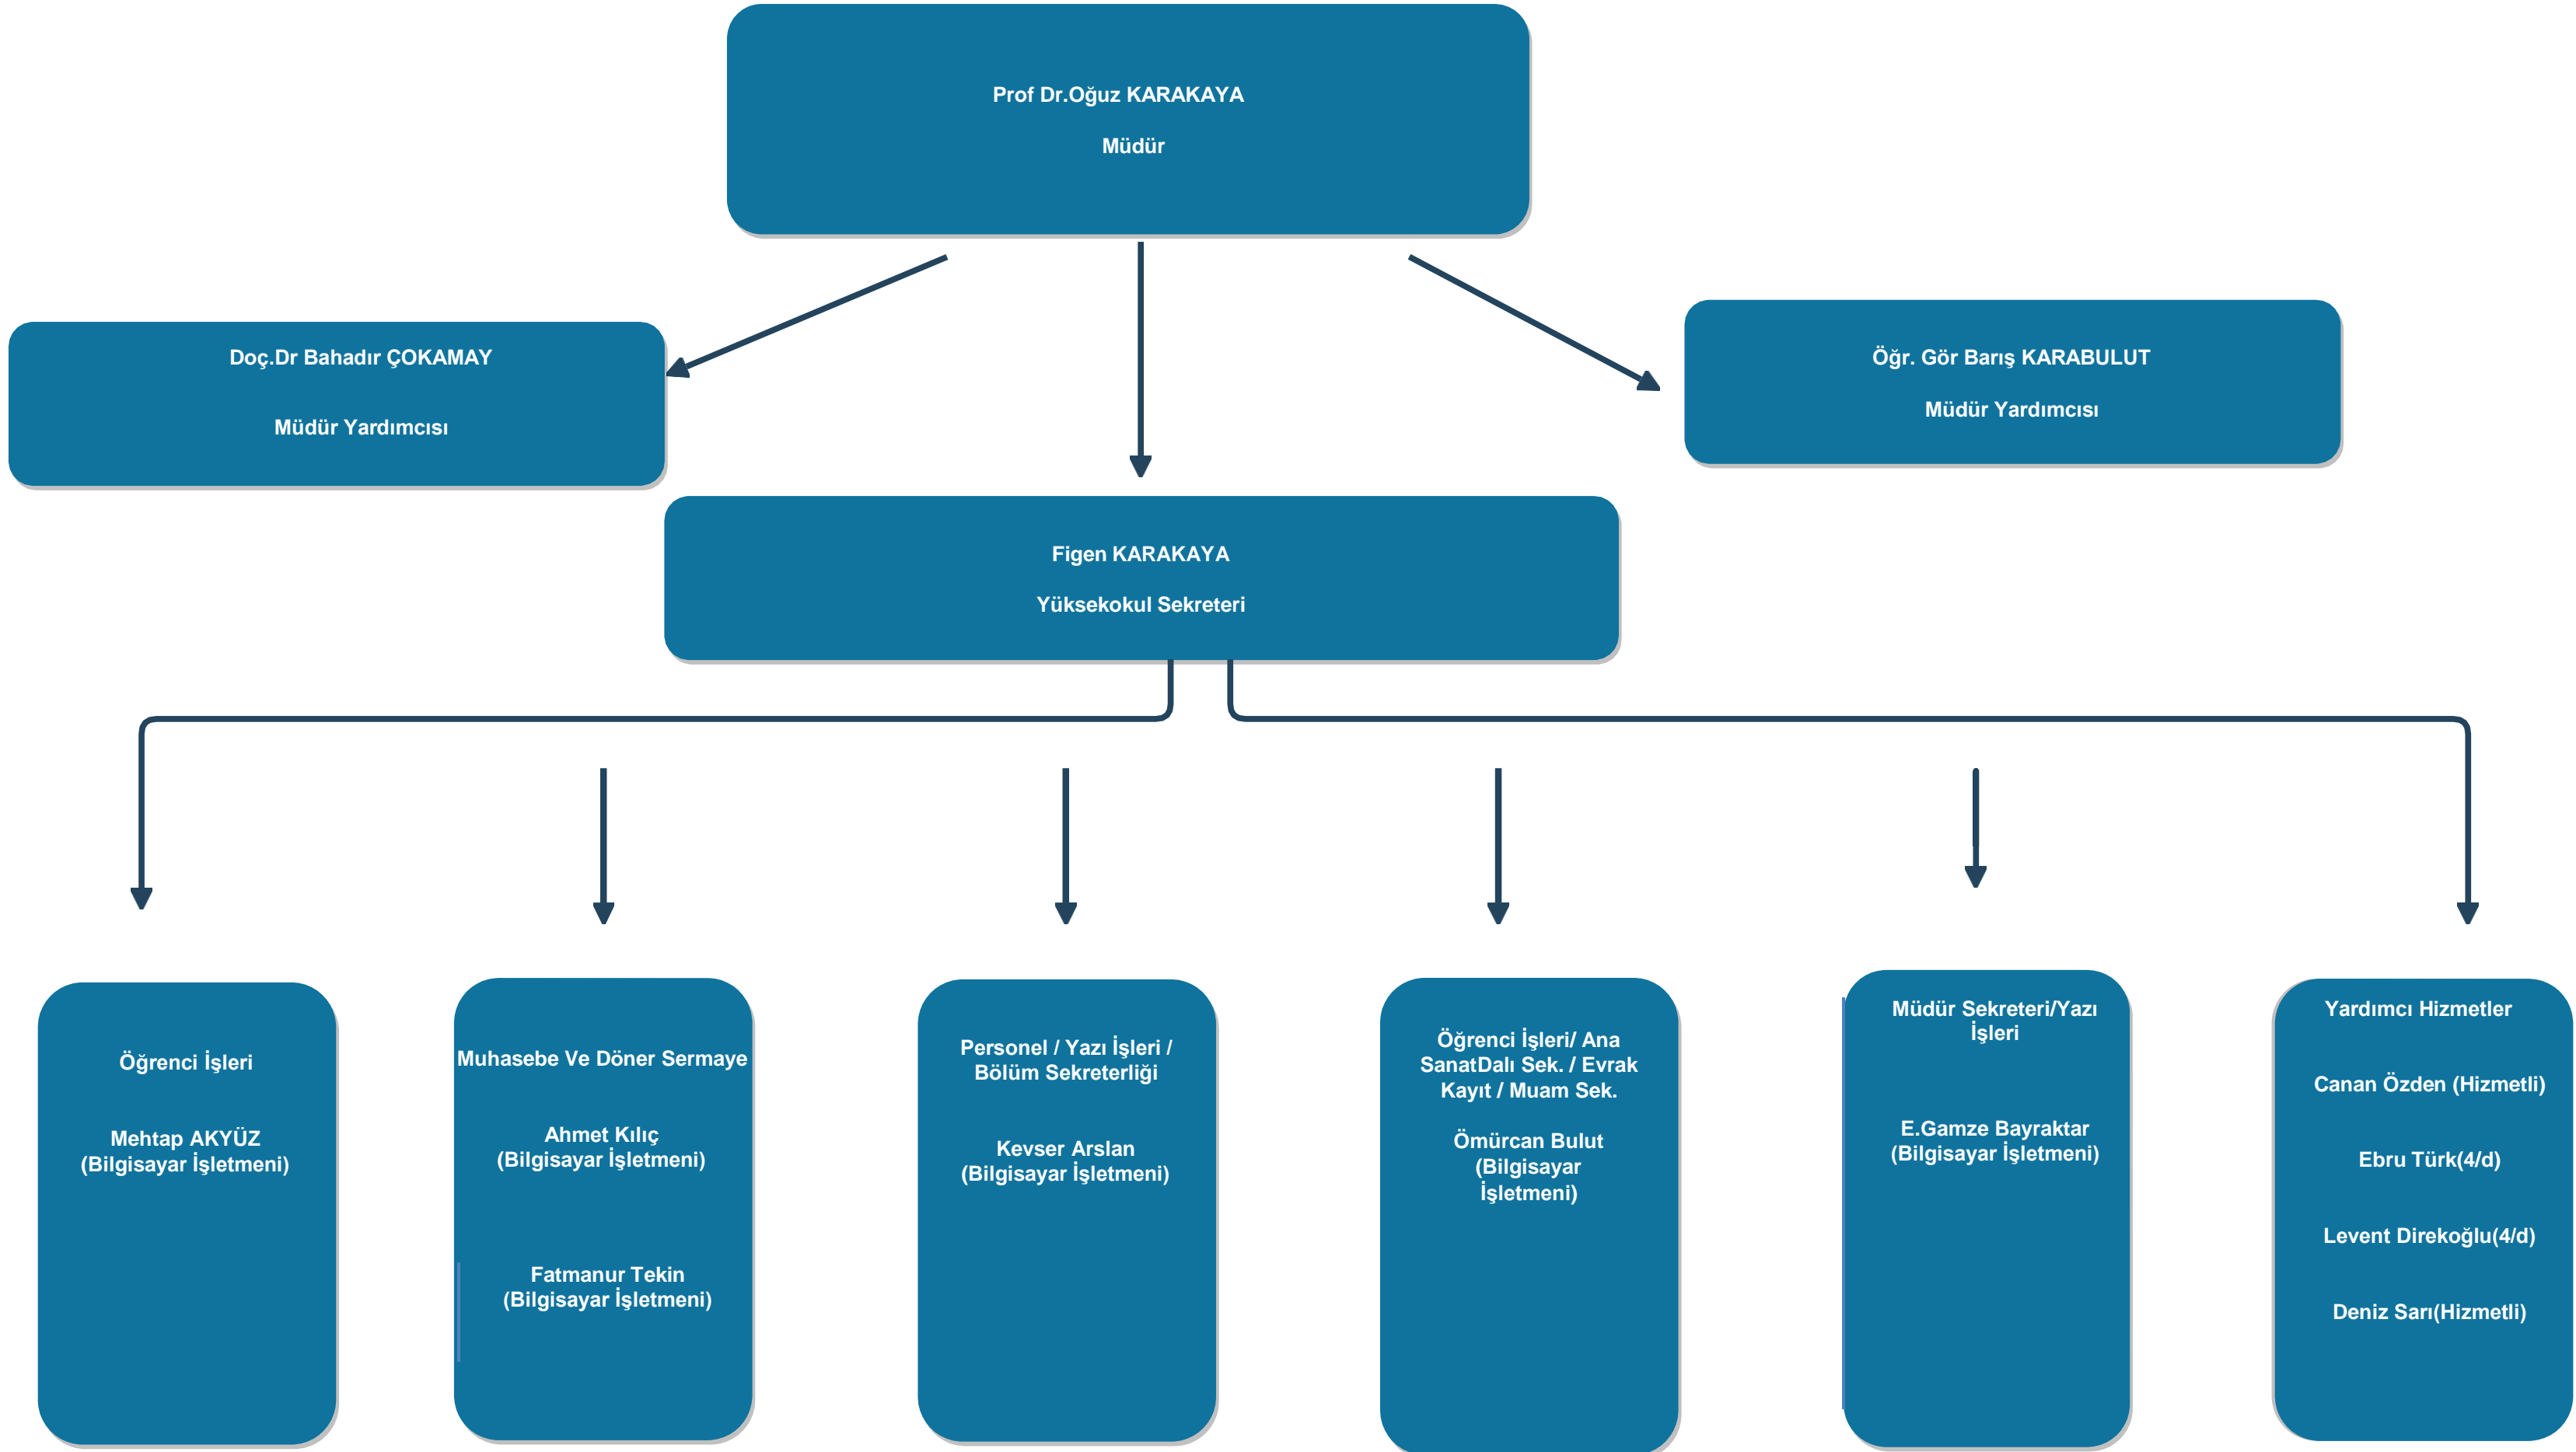 Prof Dr.Oğuz KARAKAYA
Müdür
Doç.Dr Bahadır ÇOKAMAY
Müdür Yardımcısı
Öğr. Gör Barış KARABULUT
Müdür Yardımcısı
Figen KARAKAYA
Yüksekokul Sekreteri
Öğrenci İşleri
Mehtap AKYÜZ
(Bilgisayar İşletmeni)
Muhasebe Ve Döner Sermaye
Ahmet Kılıç
(Bilgisayar İşletmeni)
Fatmanur Tekin
(Bilgisayar İşletmeni)
Personel / Yazı İşleri /
Bölüm Sekreterliği
Kevser Arslan
(Bilgisayar İşletmeni)
Öğrenci İşleri/ Ana
SanatDalı Sek. / Evrak
Kayıt / Muam Sek.
Ömürcan Bulut
(Bilgisayar
İşletmeni)
Müdür Sekreteri/Yazı
İşleri
E.Gamze Bayraktar
(Bilgisayar İşletmeni)
Yardımcı Hizmetler
Canan Özden (Hizmetli)
Ebru Türk(4/d)
Levent Direkoğlu(4/d)
Deniz Sarı(Hizmetli)